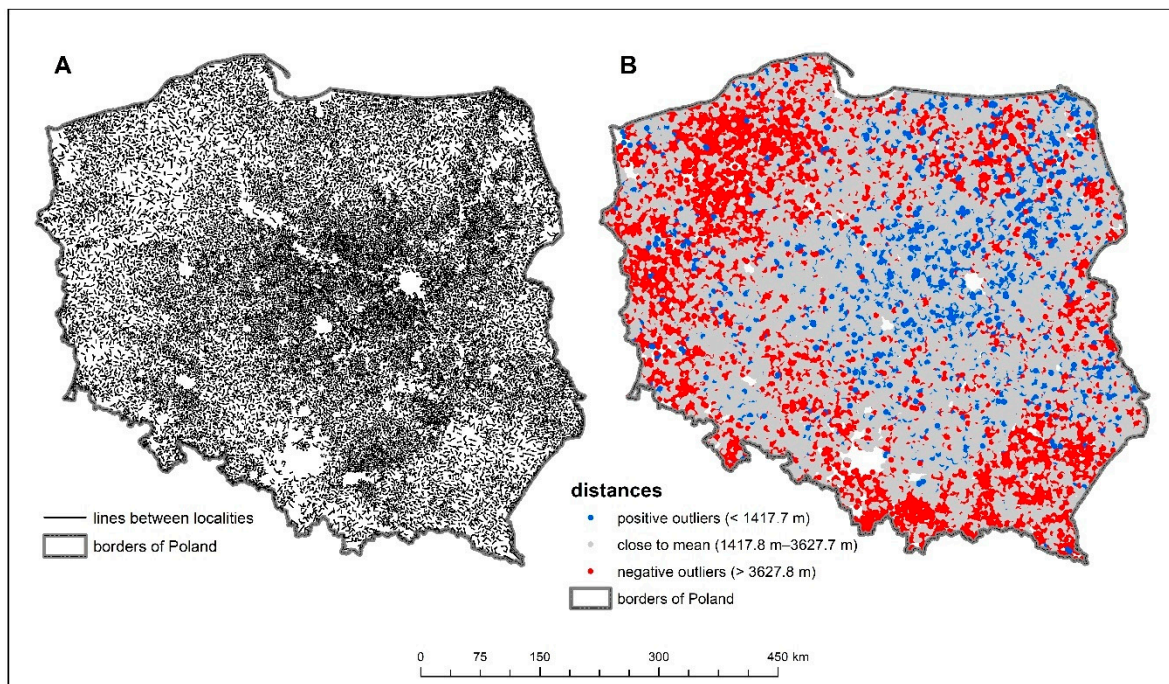 A
B
lines between localities
borders of Poland
distances
positive outliers (< 1417.7 m)
close to mean (1417.8 m–3627.7 m)
negative outliers (> 3627.8 m)
borders of Poland
0 75 150 300 450 km